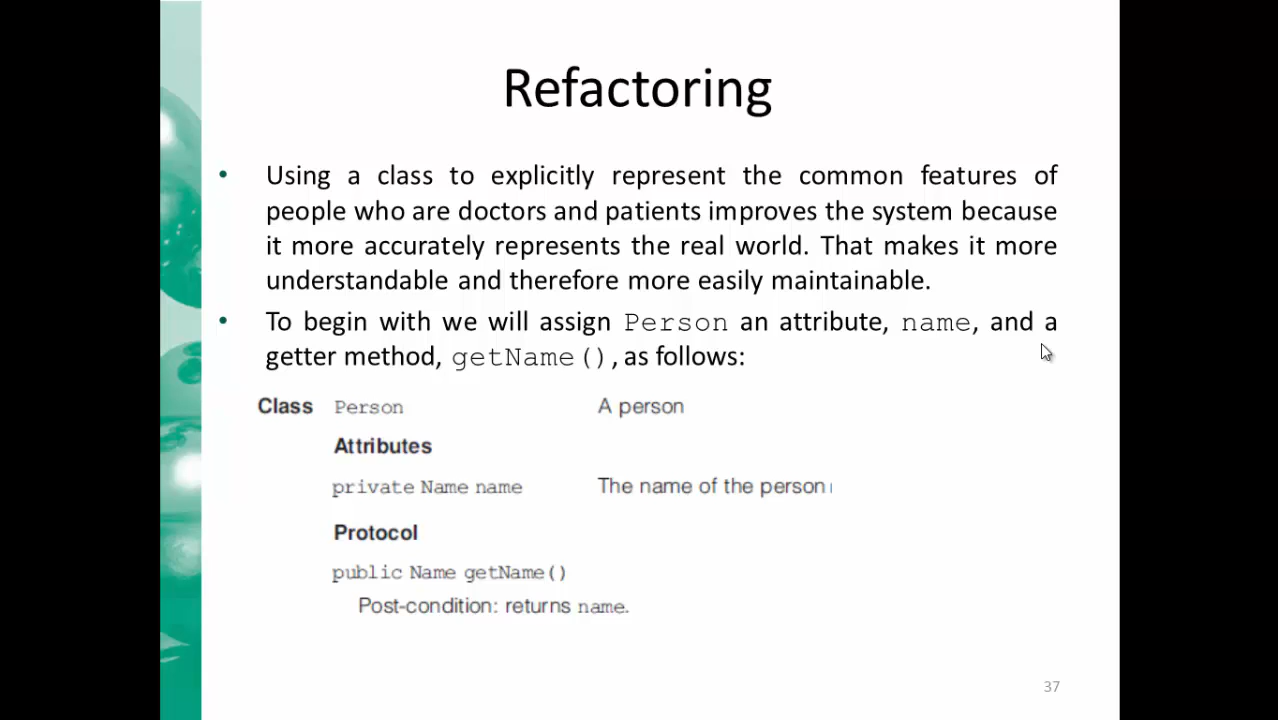 Refactoring
• Using a class to explicitly represent the common features of
people who are doctors and patients improves the system because
it more accurately represents the real world. That makes it more
understandable and therefore more easily maintainable.
• To begin with we will assign Person an attribute, name, and a
getter method, getName(), as follows:
Class Person A person
Attributes
private Name name The name of the person
Protocol
public Name getName()
Post-condition: returns name.
37